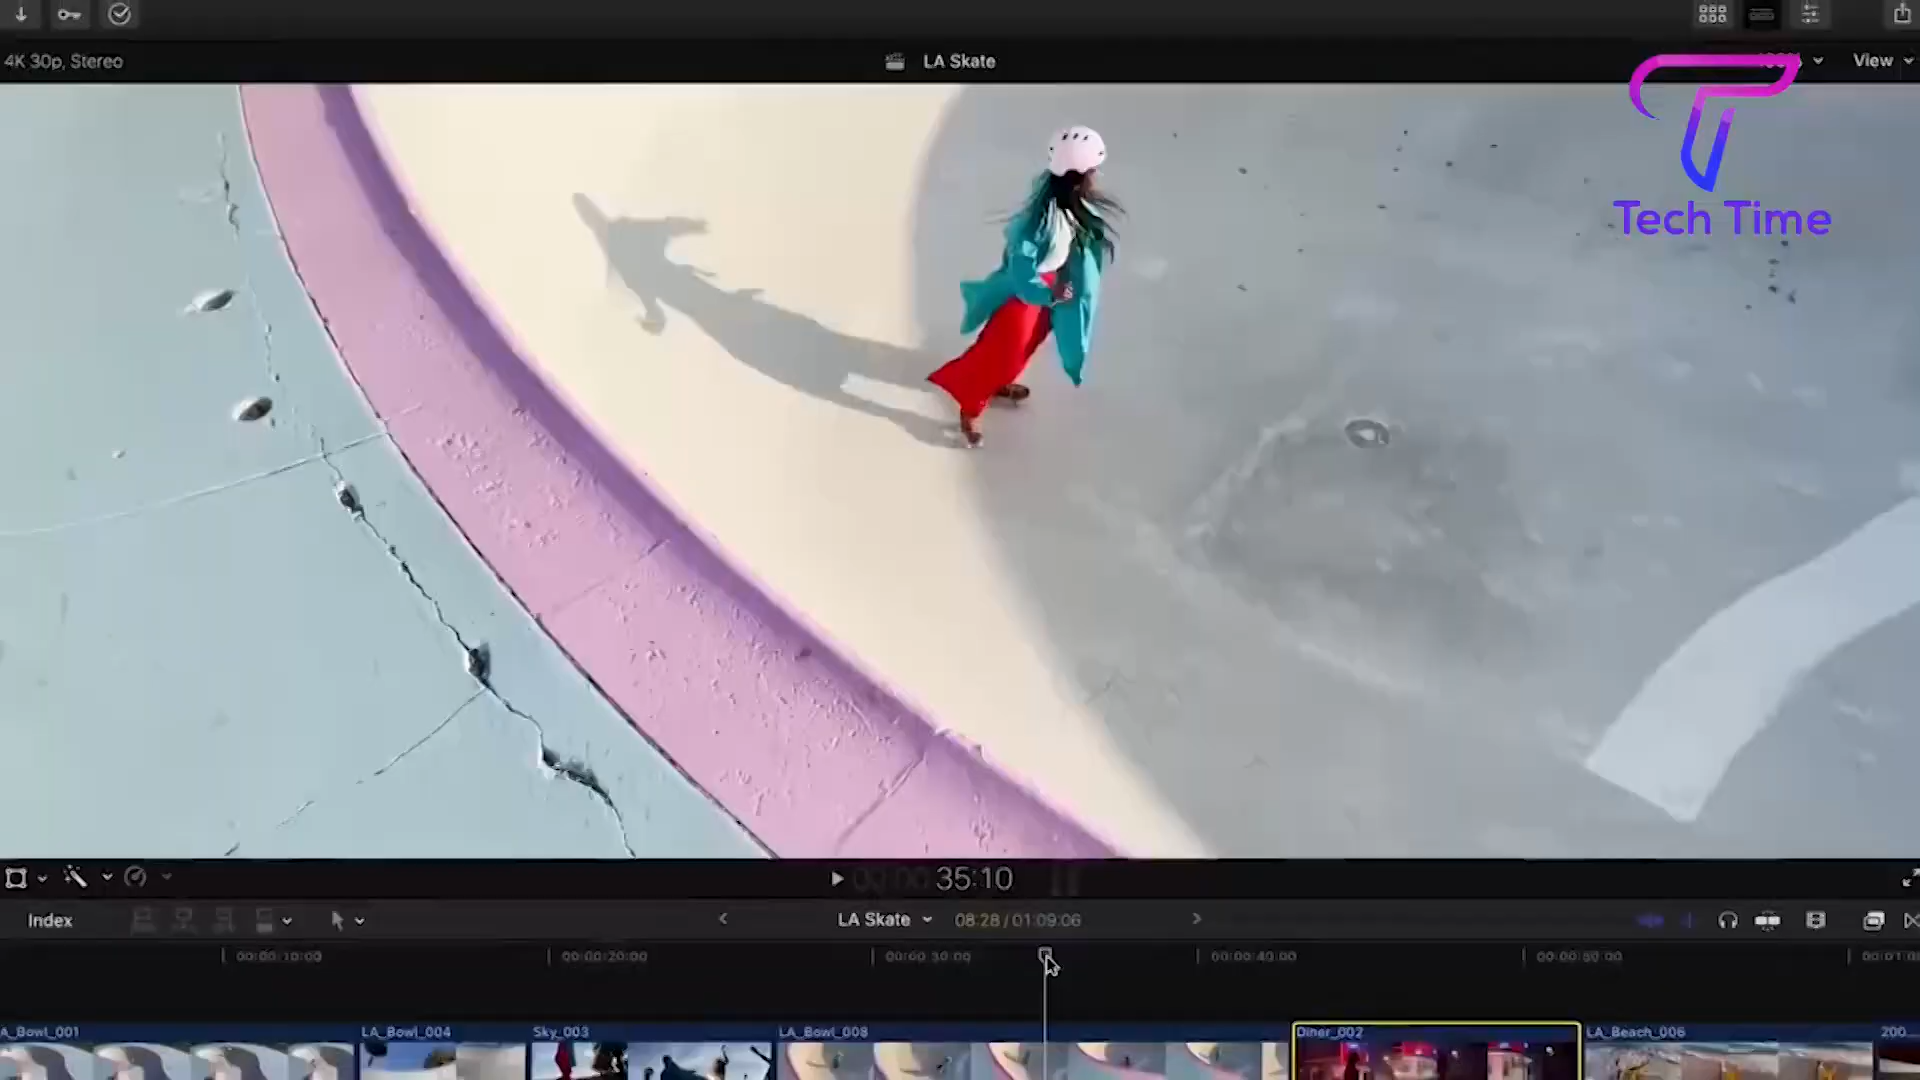 4K 30p, Stereo
LA Skate
View
Tech Time
35:10
Index
LA Skate
08:28 / 01:09:06
00:00:10:00
00:00:20:00
00:00:30:00
00:00:40:00
00:00:50:00
A_Bowl_001
LA_Bowl_004
Sky_003
LA_Bowl_008
Diner_002
LA_Beach_006
200...